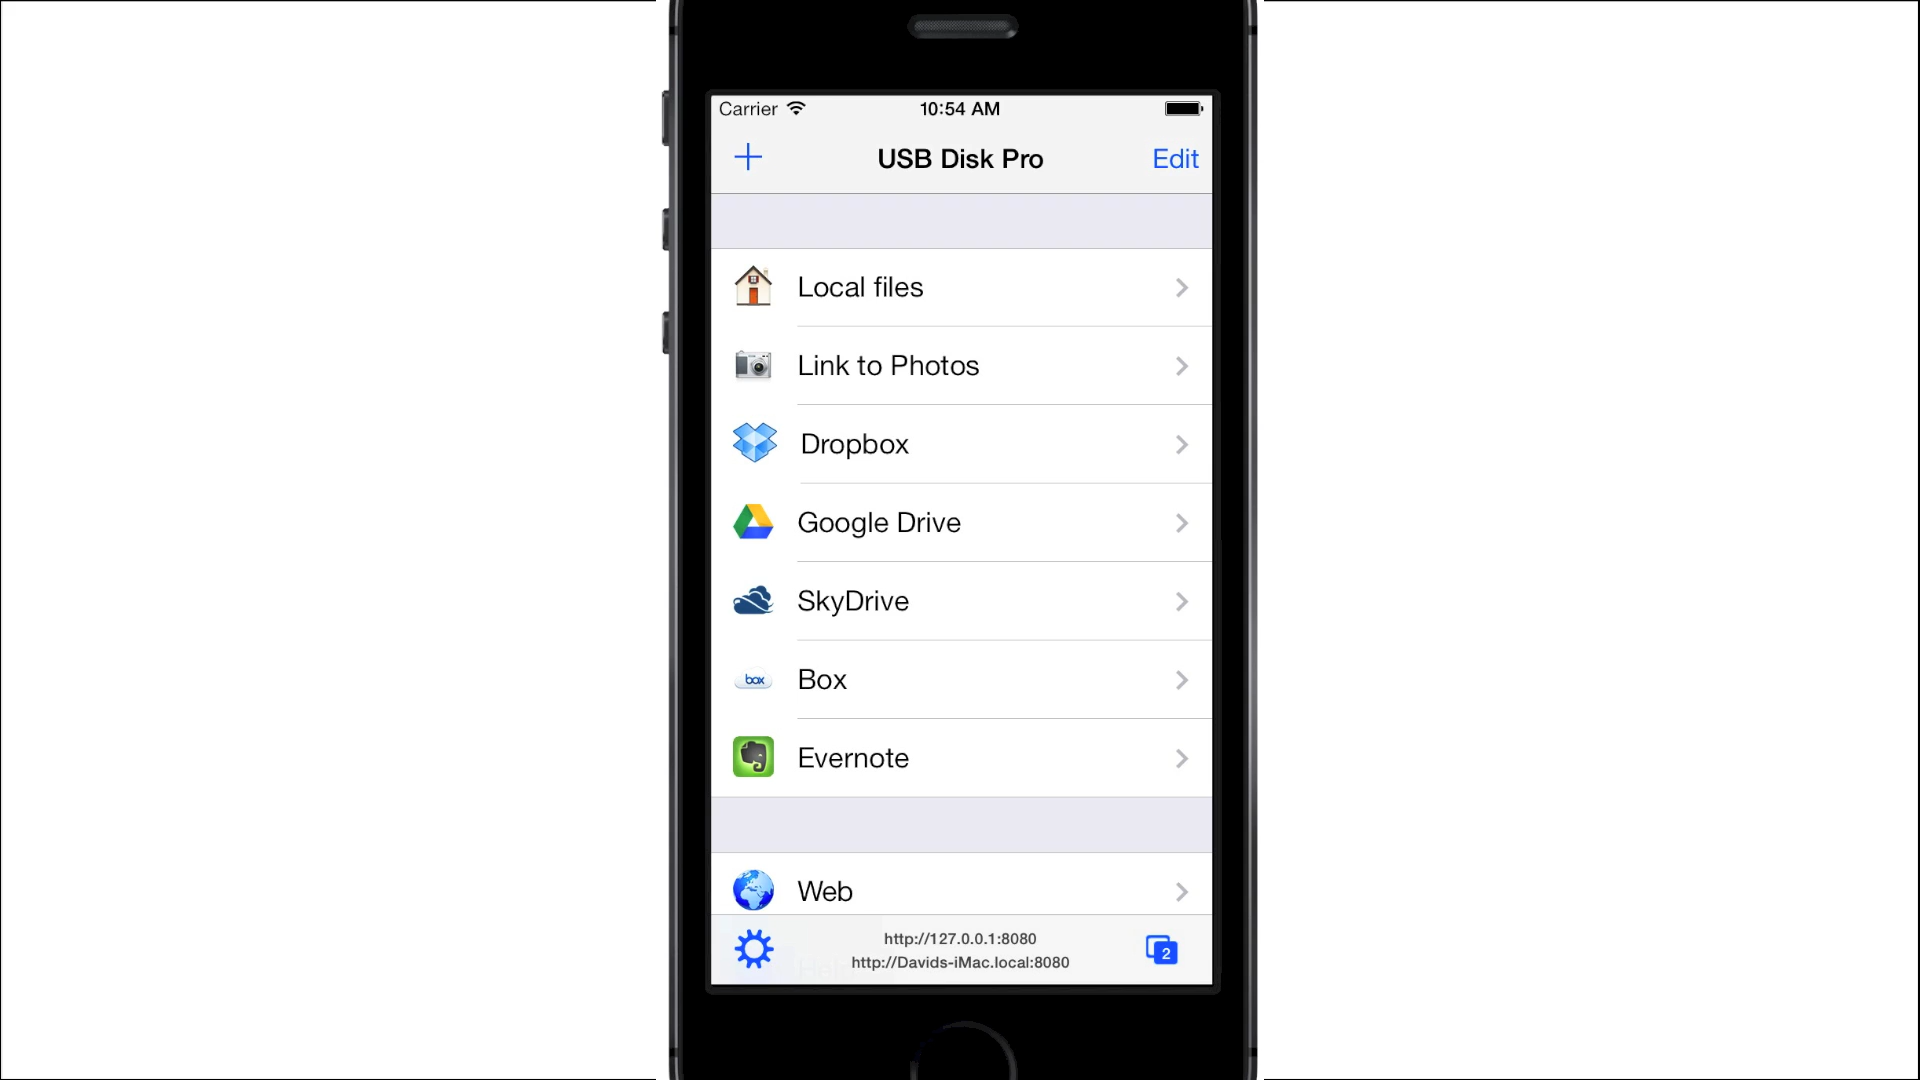 Carrier 10:54 AM
USB Disk Pro Edit
Local files
Link to Photos
Dropbox
Google Drive
SkyDrive
box Box
Evernote
Web
http://127.0.0.1:8080
http://Davids-iMac.local:8080
2